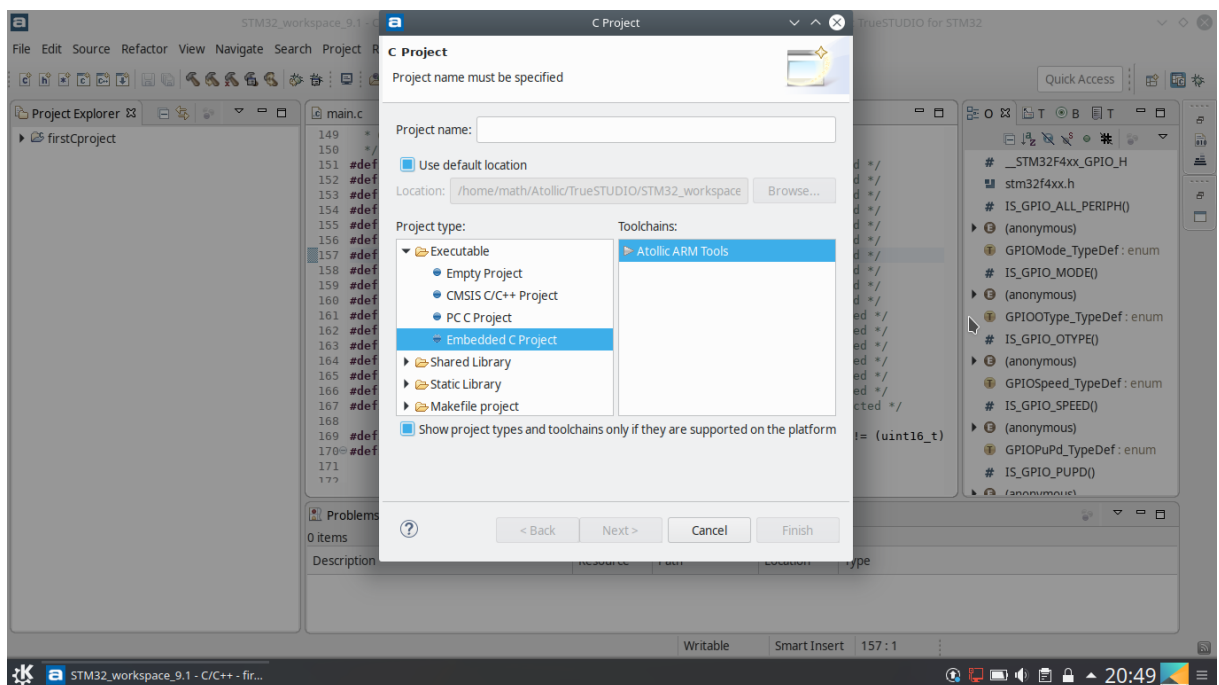 STM32_workspace_9.1 - C
C Project
TrueSTUDIO for STM32
File Edit Source Refactor View Navigate Search Project R
C Project
Project name must be specified
Quick Access
Project Explorer
main.c
O
T
B
T
firstCproject
Project name:
Use default location
Location: /home/math/Atollic/TrueSTUDIO/STM32_workspace Browse...
Project type:
Toolchains:
Executable
Empty Project
CMSIS C/C++ Project
PC C Project
Embedded C Project
Shared Library
Static Library
Makefile project
Atollic ARM Tools
Show project types and toolchains only if they are supported on the platform
< Back Next > Cancel Finish
149 *
150 */
151 #def d */
152 #def d */
153 #def d */
154 #def d */
155 #def d */
156 #def d */
157 #def d */
158 #def d */
159 #def d */
160 #def d */
161 #def ed */
162 #def ed */
163 #def ed */
164 #def ed */
165 #def ed */
166 #def ed */
167 #def cted */
168
169 #def != (uint16_t)
170 #def
171
172
# __STM32F4xx_GPIO_H
stm32f4xx.h
# IS_GPIO_ALL_PERIPH()
(anonymous)
GPIOMode_TypeDef : enum
# IS_GPIO_MODE()
(anonymous)
GPIOOType_TypeDef : enum
# IS_GPIO_OTYPE()
(anonymous)
GPIOSpeed_TypeDef : enum
# IS_GPIO_SPEED()
(anonymous)
GPIOPuPd_TypeDef : enum
# IS_GPIO_PUPD()
(anonymous)
Problems
0 items
Description Resource Path Location Type
Writable Smart Insert 157 : 1
STM32_workspace_9.1 - C/C++ - fir...
20:49